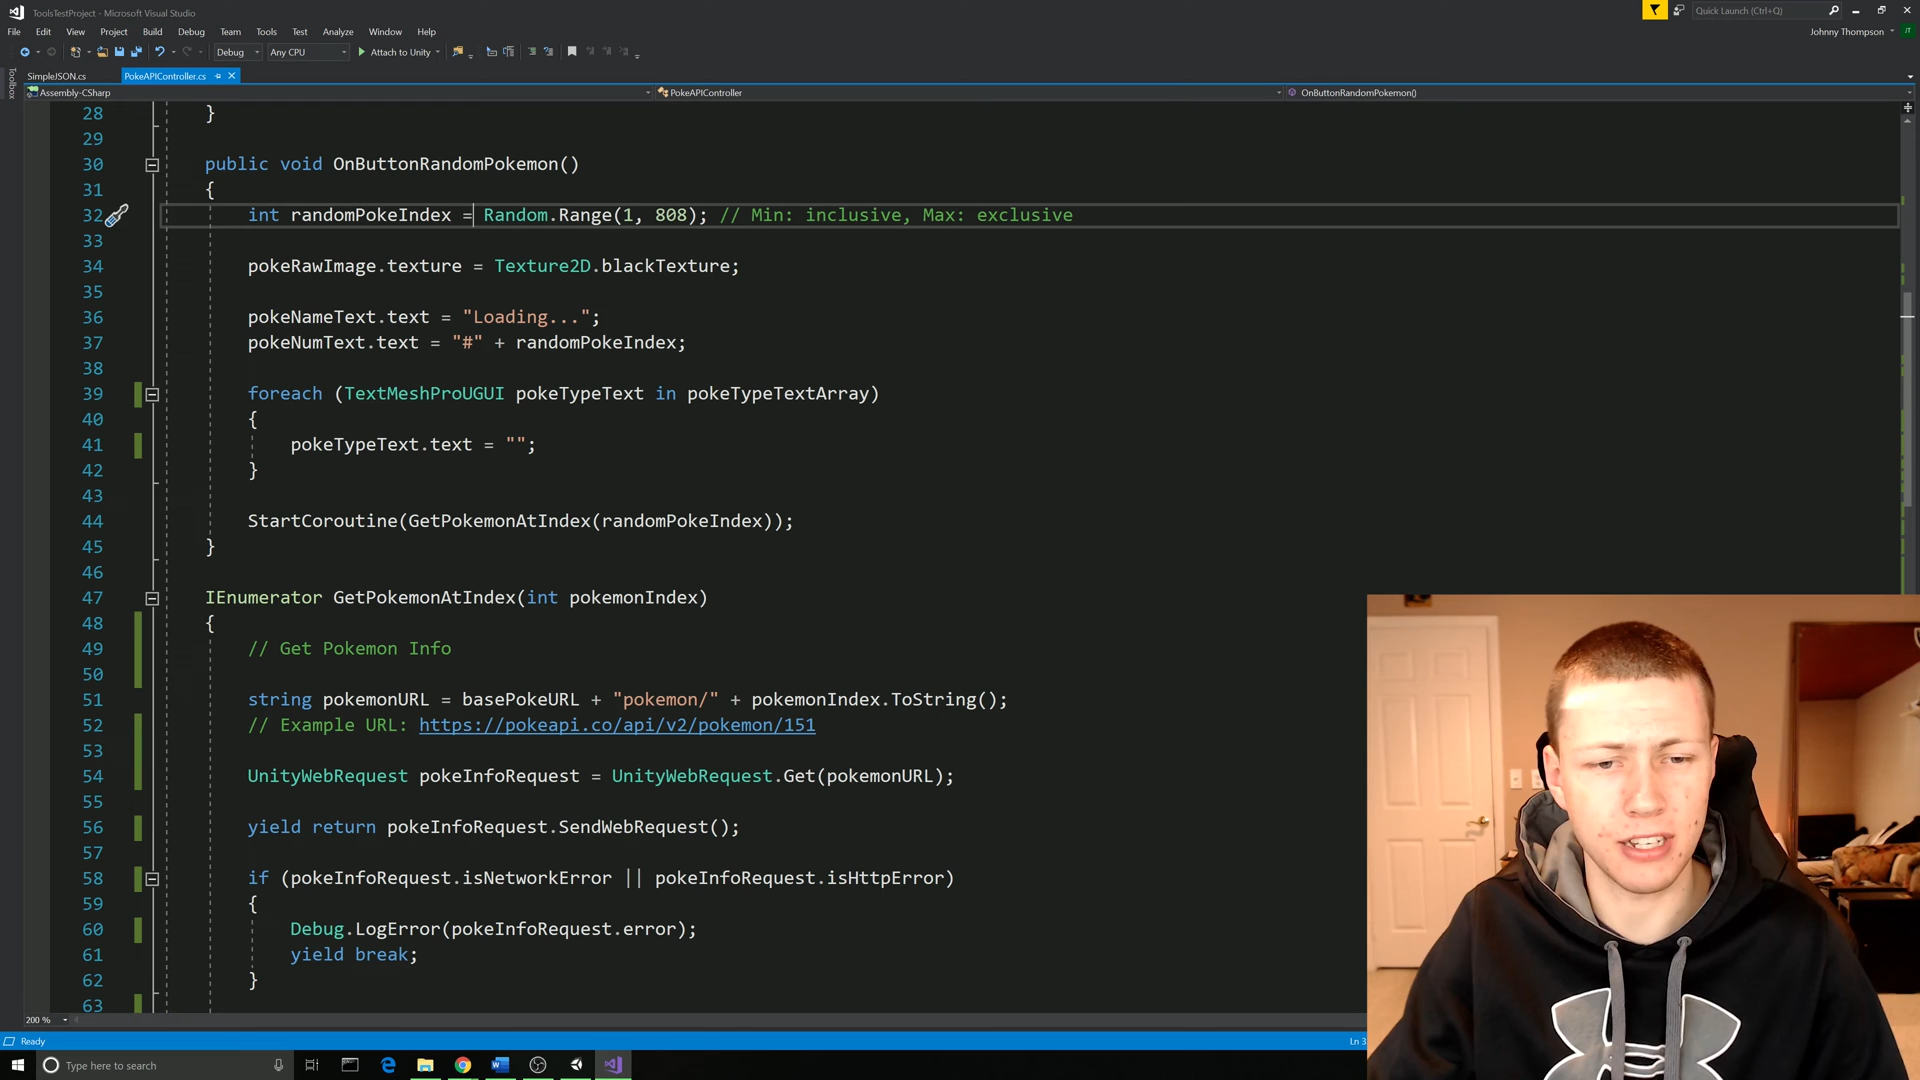 ToolsTestProject - Microsoft Visual Studio
Quick Launch (Ctrl+Q)
File Edit View Project Build Debug Team Tools Test Analyze Window Help
Johnny Thompson JT
Debug Any CPU Attach to Unity
Toolbox
SimpleJSON.cs PokeAPIController.cs
Assembly-CSharp PokeAPIController OnButtonRandomPokemon()
28 }
29
30 public void OnButtonRandomPokemon()
31 {
32 int randomPokeIndex = Random.Range(1, 808); // Min: inclusive, Max: exclusive
33
34 pokeRawImage.texture = Texture2D.blackTexture;
35
36 pokeNameText.text = "Loading...";
37 pokeNumText.text = "#" + randomPokeIndex;
38
39 foreach (TextMeshProUGUI pokeTypeText in pokeTypeTextArray)
40 {
41 pokeTypeText.text = "";
42 }
43
44 StartCoroutine(GetPokemonAtIndex(randomPokeIndex));
45 }
46
47 IEnumerator GetPokemonAtIndex(int pokemonIndex)
48 {
49 // Get Pokemon Info
50
51 string pokemonURL = basePokeURL + "pokemon/" + pokemonIndex.ToString();
52 // Example URL: https://pokeapi.co/api/v2/pokemon/151
53
54 UnityWebRequest pokeInfoRequest = UnityWebRequest.Get(pokemonURL);
55
56 yield return pokeInfoRequest.SendWebRequest();
57
58 if (pokeInfoRequest.isNetworkError || pokeInfoRequest.isHttpError)
59 {
60 Debug.LogError(pokeInfoRequest.error);
61 yield break;
62 }
63
200 %
Ready
Type here to search